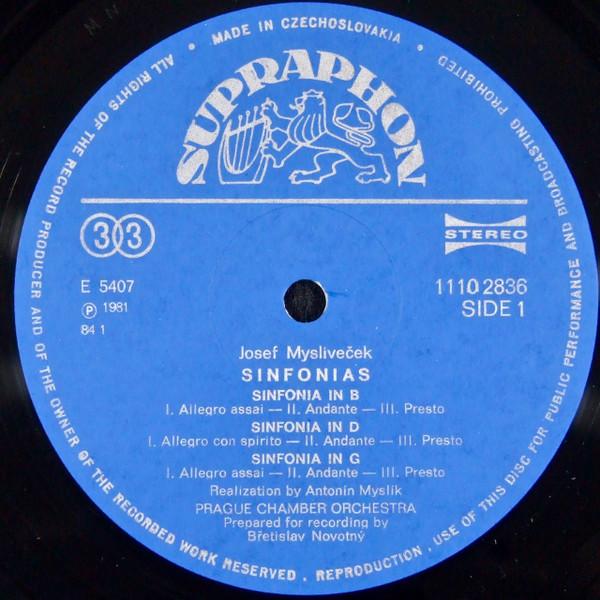 MADE IN CZECHOSLOVAKIA
ALL RIGHTS OF THE RECORD PRODUCER AND OF THE OWNER OF THE RECORDED WORK RESERVED . REPRODUCTION , USE OF THIS DISC FOR PUBLIC PERFORMANCE AND BROADCASTING PROHIBITED
SUPRAPHON
33
STEREO
E 5407
1110 2836
Ⓟ 1981
SIDE 1
84 1
Josef Mysliveček
SINFONIAS
SINFONIA IN B
I. Allegro assai — II. Andante — III. Presto
SINFONIA IN D
I. Allegro con spirito — II. Andante — III. Presto
SINFONIA IN G
I. Allegro assai — II. Andante — III. Presto
Realization by Antonín Myslík
PRAGUE CHAMBER ORCHESTRA
Prepared for recording by
Břetislav Novotný